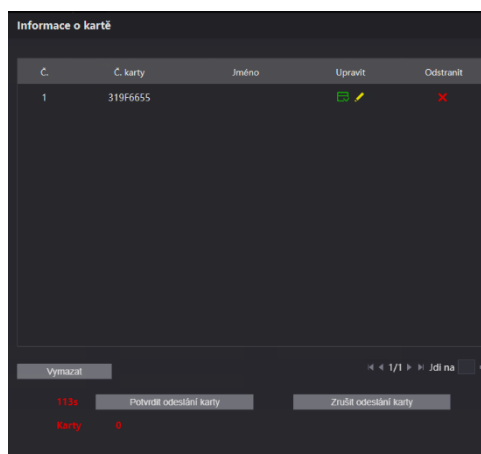 Informace o kartě
Č. Č. karty Jméno Upravit Odstranit
1 319F6655
Vymazat 1/1 Jdi na
113s Potvrdit odeslání karty Zrušit odeslání karty
Karty 0